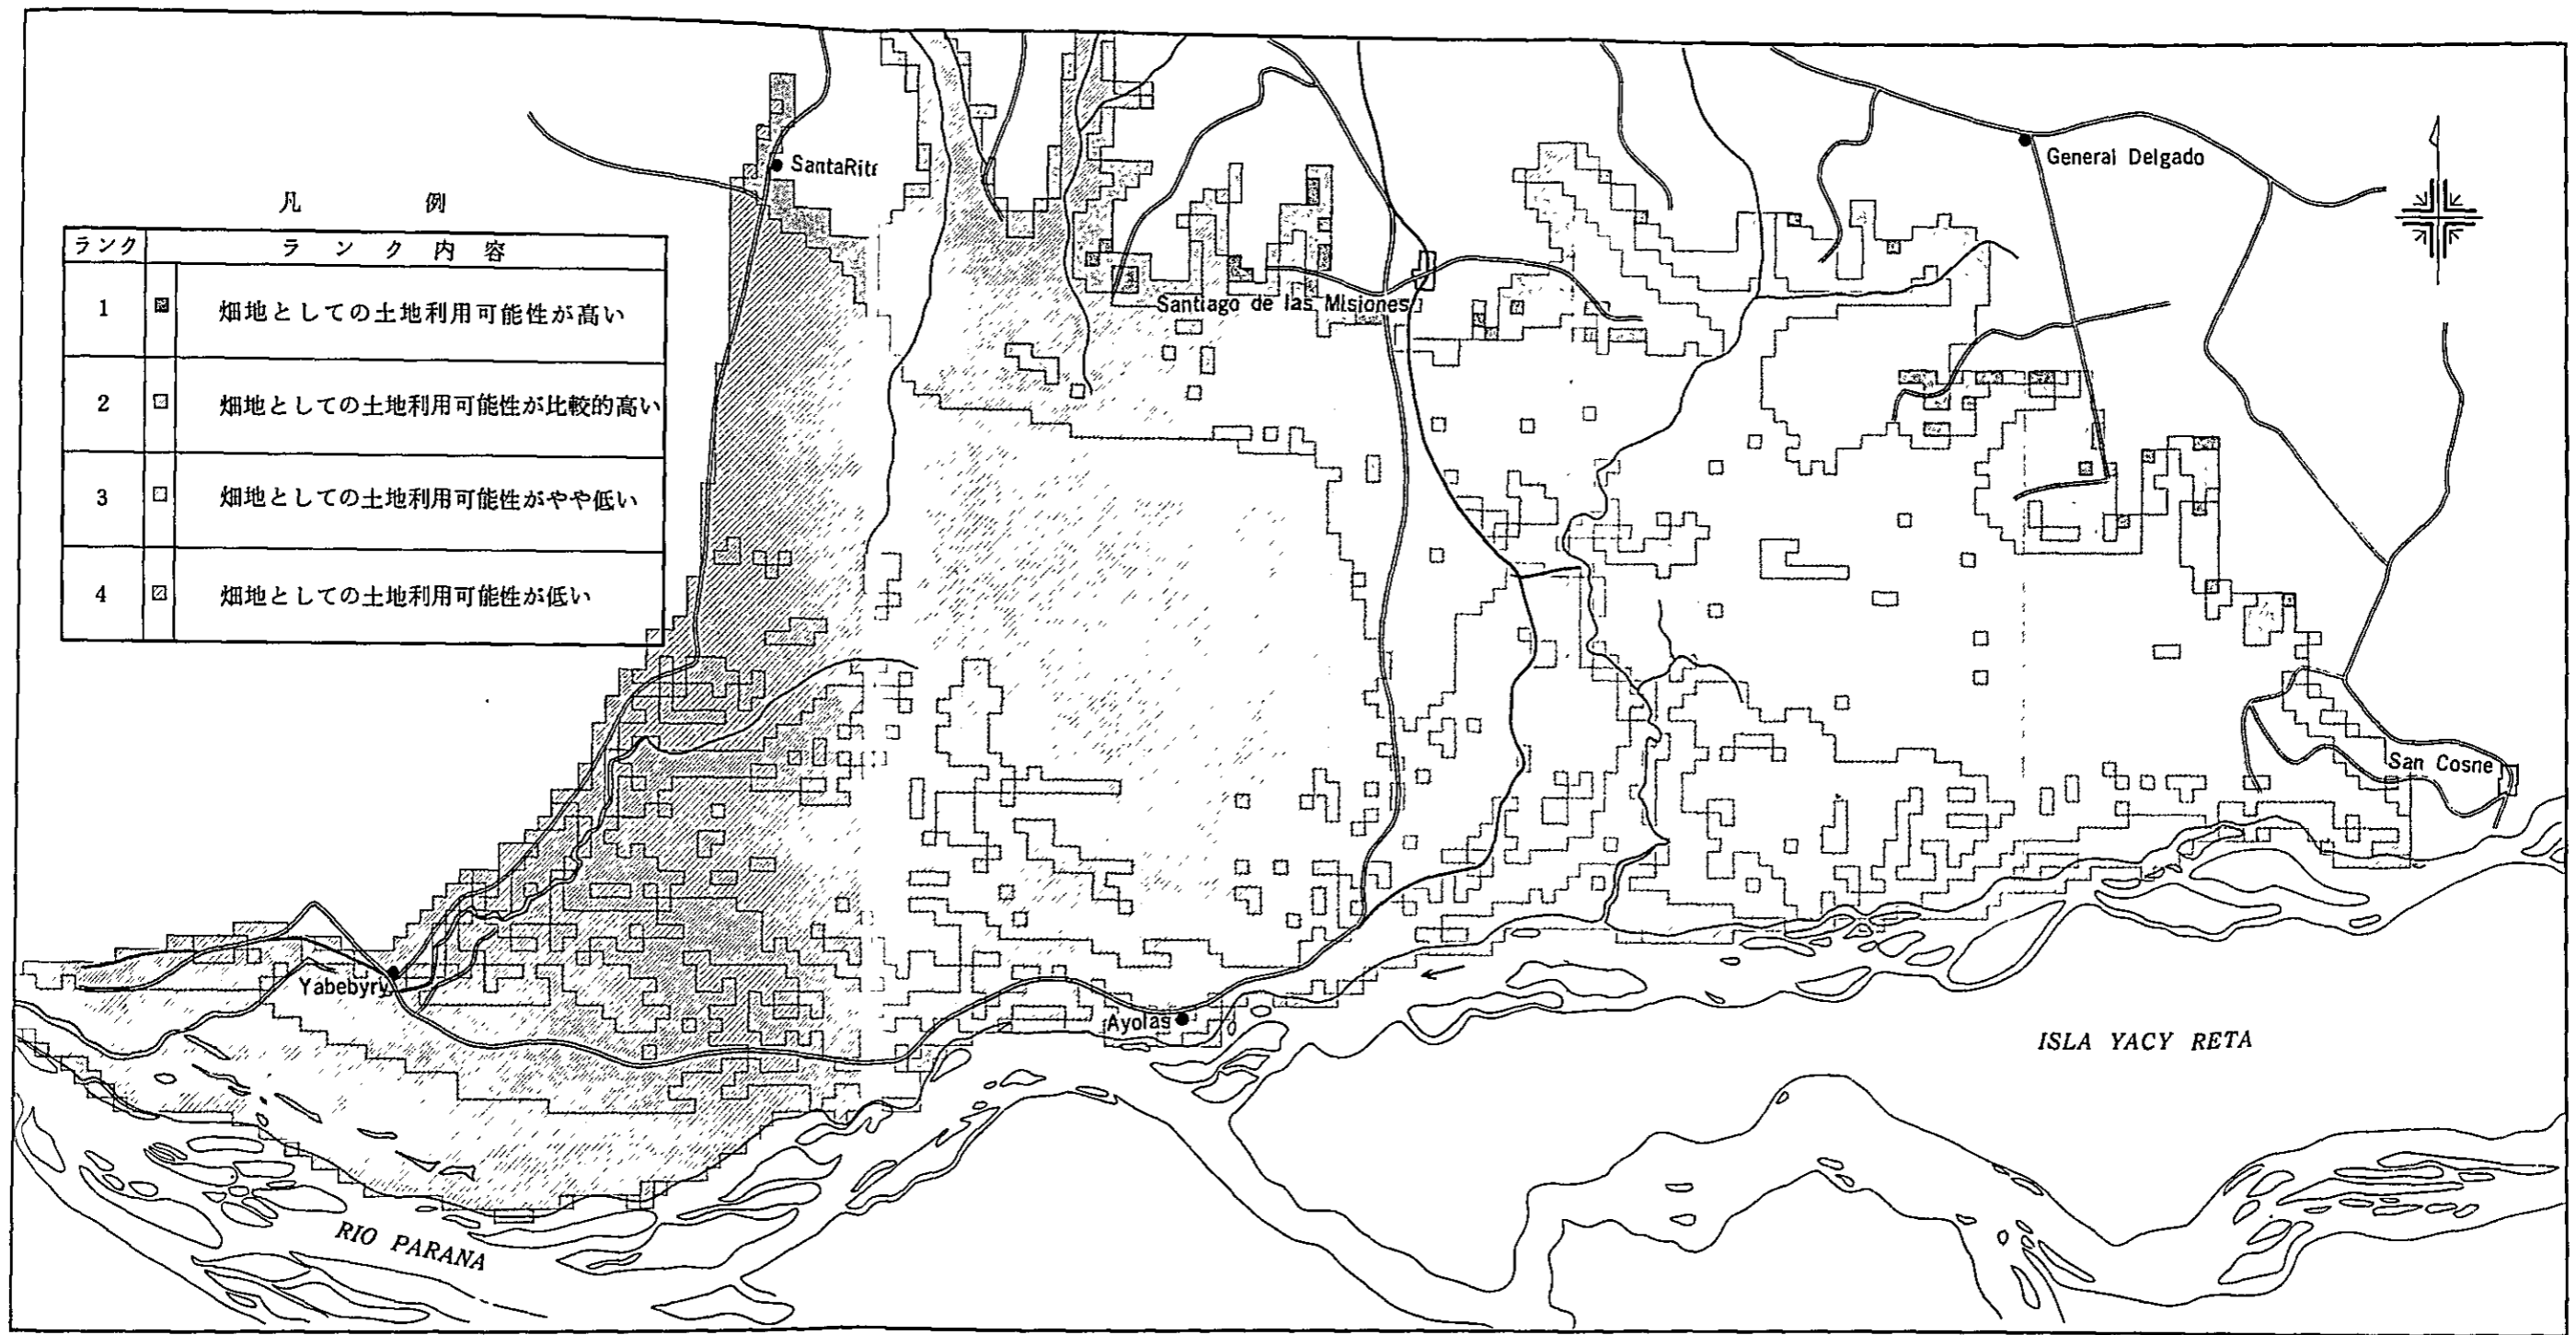 凡 例
ランク ランク内容
1 畑地としての土地利用可能性が高い
2 畑地としての土地利用可能性が比較的高い
3 畑地としての土地利用可能性がやや低い
4 畑地としての土地利用可能性が低い
SantaRita
General Delgado
Santiago de las Misiones
San Cosne
Yabebyry
Ayolas
ISLA YACY RETA
RIO PARANA